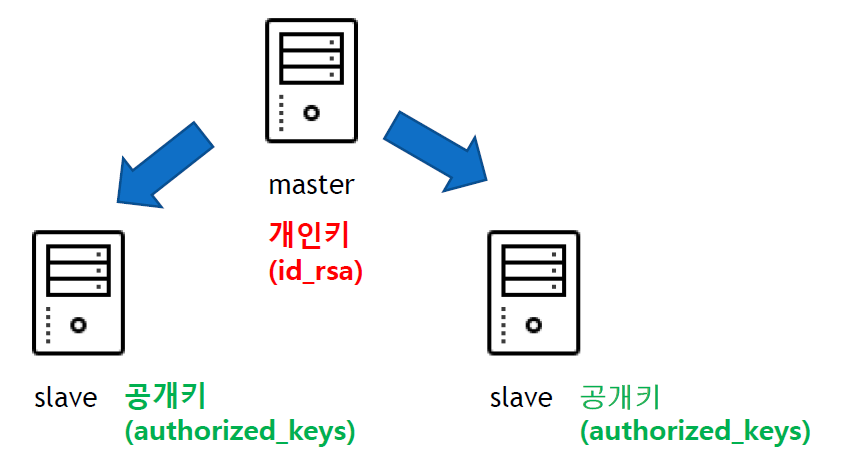 master
개인키
(id_rsa)
slave 공개키
(authorized_keys)
slave 공개키
(authorized_keys)